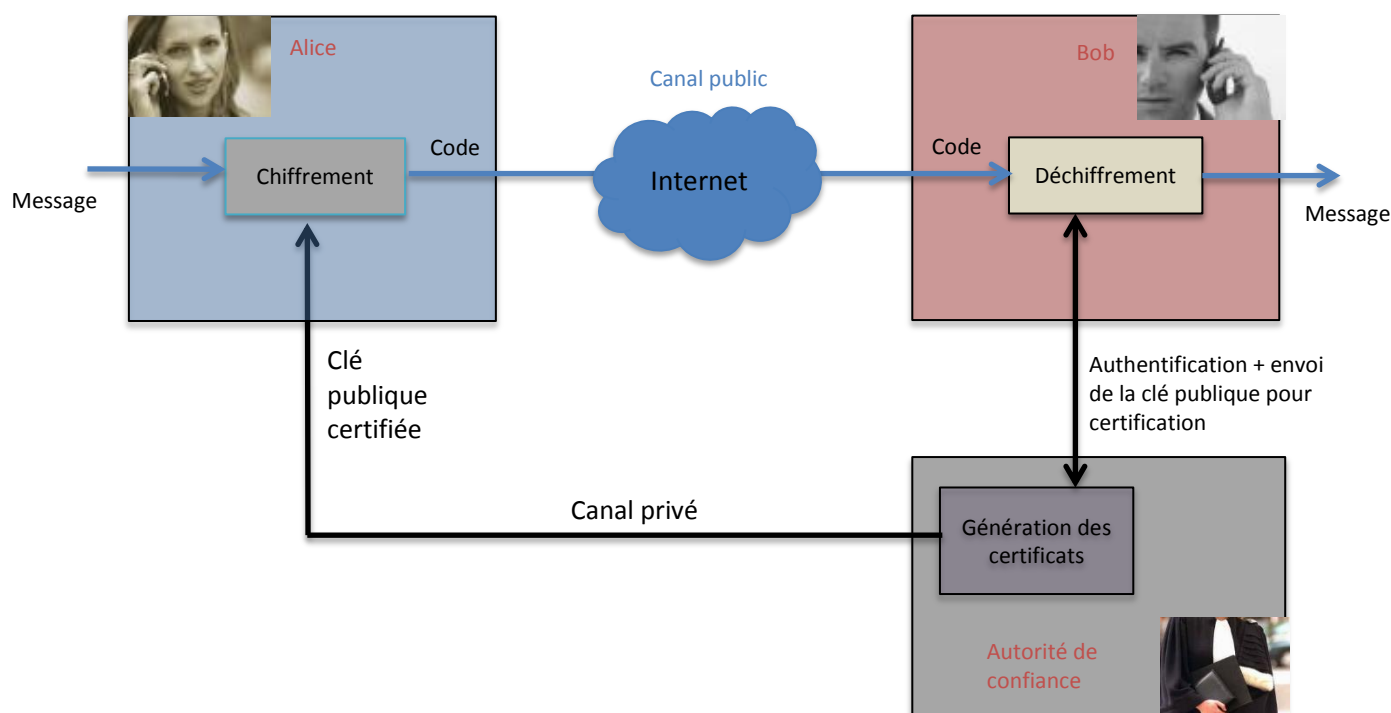 Alice
Bob
Canal public
Code
Code
Chiffrement
Internet
Déchiffrement
Message
Message
Clé
publique
certifiée
Authentification + envoi
de la clé publique pour
certification
Canal privé
Génération des
certificats
Autorité de
confiance